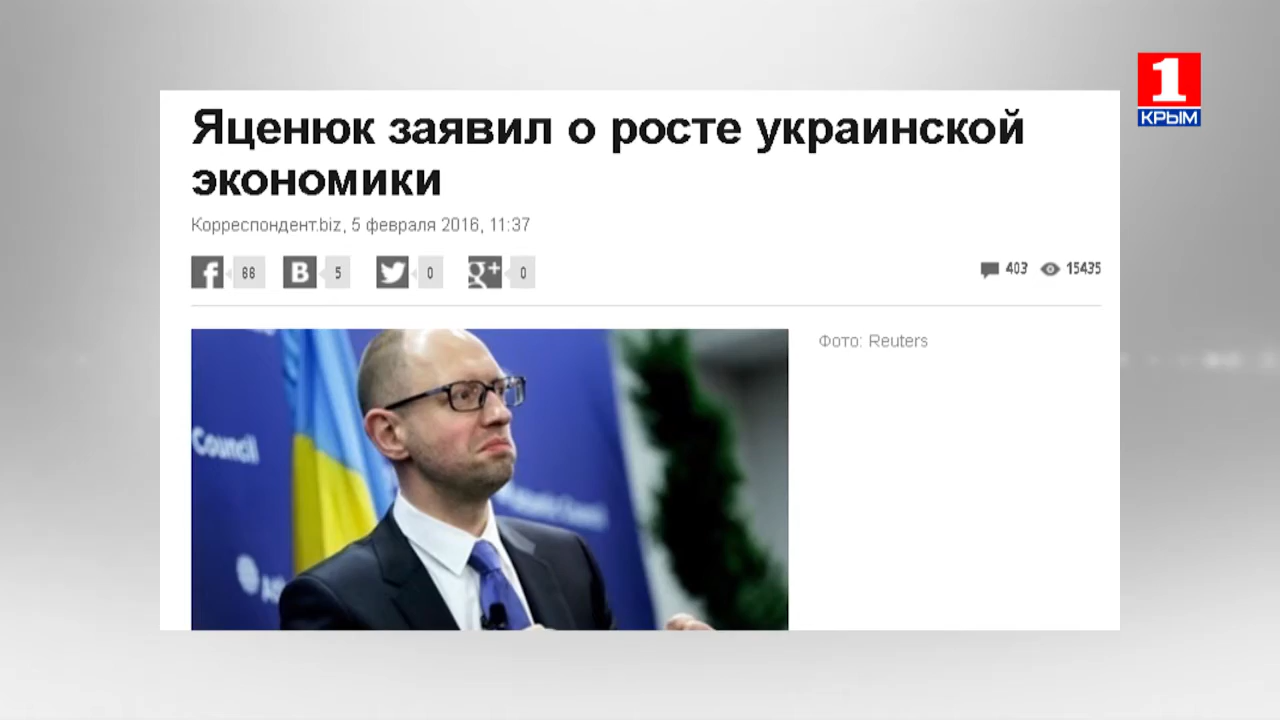 1
КРЫМ
Яценюк заявил о росте украинской
экономики
Корреспондент.biz, 5 февраля 2016, 11:37
f 88 B 5 0 g+ 0
403 15435
Фото: Reuters
Council